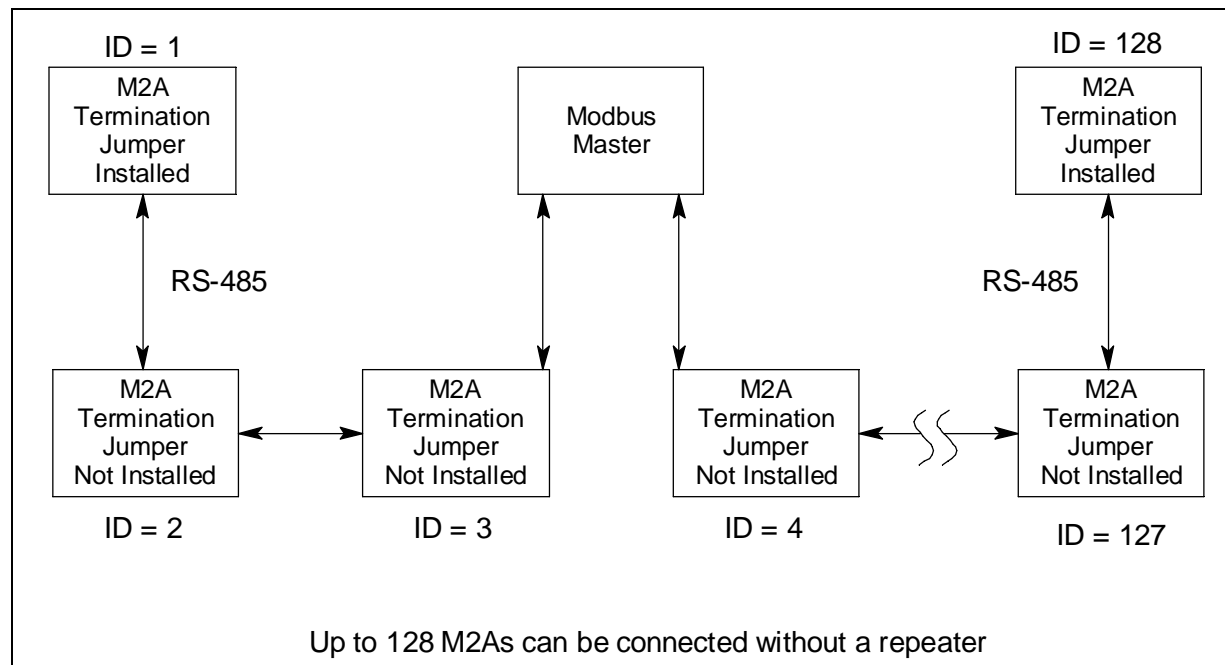 ID = 1
M2A
Termination
Jumper
Installed
Modbus
Master
ID = 128
M2A
Termination
Jumper
Installed
RS-485
RS-485
M2A
Termination
Jumper
Not Installed
ID = 2
M2A
Termination
Jumper
Not Installed
ID = 3
M2A
Termination
Jumper
Not Installed
ID = 4
M2A
Termination
Jumper
Not Installed
ID = 127
Up to 128 M2As can be connected without a repeater